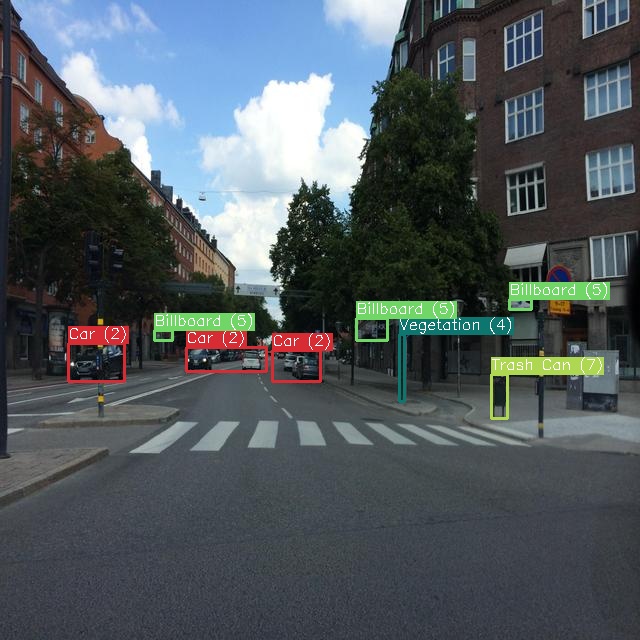 Billboard (5)
Billboard (5)
Billboard (5)
Vegetation (4)
Car (2)
Car (2)
Car (2)
Trash Can (7)